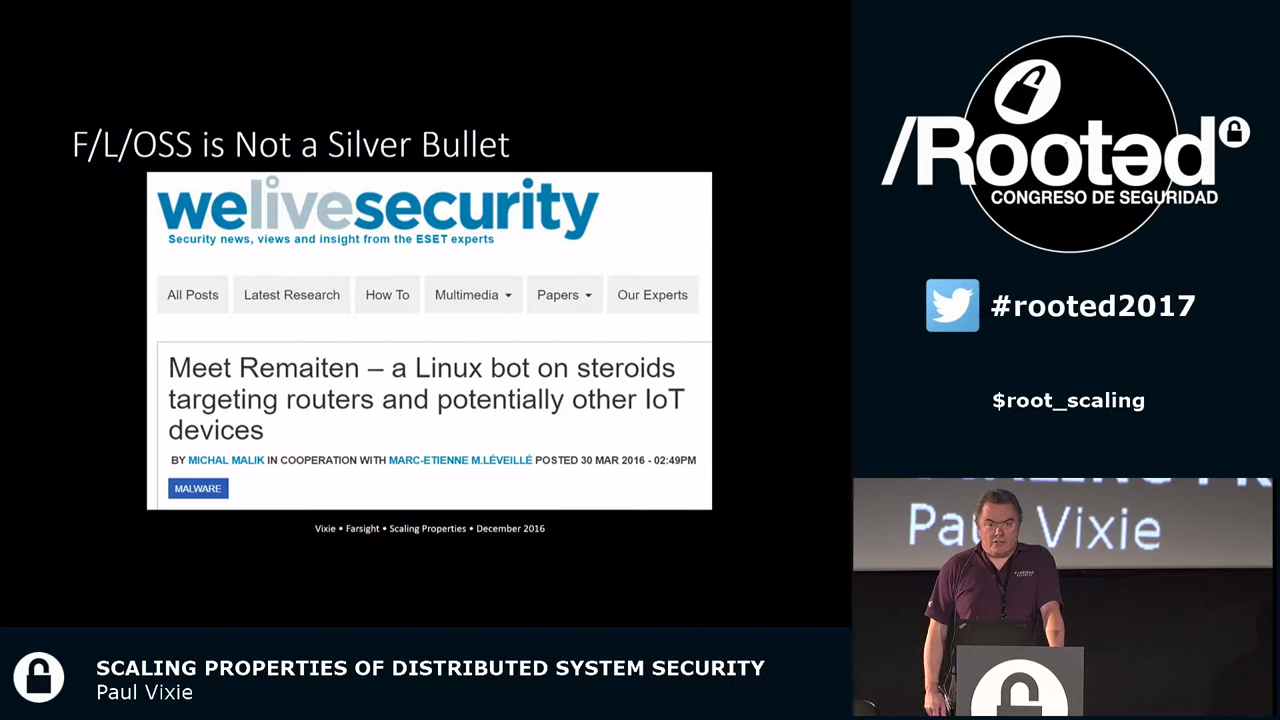 F/L/OSS is Not a Silver Bullet
welivesecurity
Security news, views and insight from the ESET experts
All Posts
Latest Research
How To
Multimedia
Papers
Our Experts
Meet Remaiten – a Linux bot on steroids
targeting routers and potentially other IoT
devices
BY MICHAL MALIK IN COOPERATION WITH MARC-ETIENNE M.LÉVEILLÉ POSTED 30 MAR 2016 - 02:49PM
MALWARE
Vixie • Farsight • Scaling Properties • December 2016
/Rootəd
CONGRESO DE SEGURIDAD
#rooted2017
$root_scaling
Paul Vixie
SCALING PROPERTIES OF DISTRIBUTED SYSTEM SECURITY
Paul Vixie